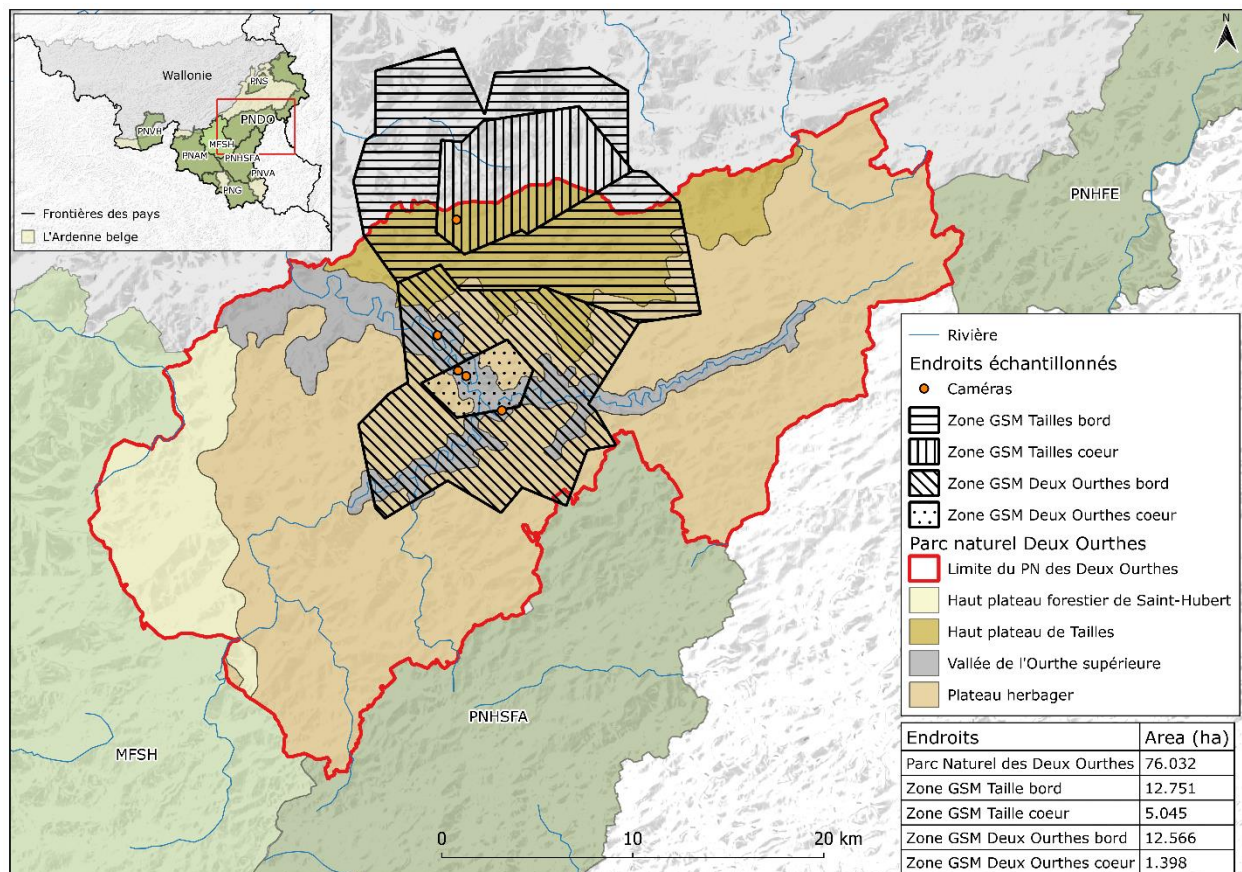 N
Wallonie
PNS
PNDO
PNVH
MFSH
PNAM
PNHSFA
PNVA
PNG
Frontières des pays
L'Ardenne belge
PNHFE
PNHSFA
MFSH
Rivière
Endroits échantillonnés
Caméras
Zone GSM Tailles bord
Zone GSM Tailles coeur
Zone GSM Deux Ourthes bord
Zone GSM Deux Ourthes coeur
Parc naturel Deux Ourthes
Limite du PN des Deux Ourthes
Haut plateau forestier de Saint-Hubert
Haut plateau de Tailles
Vallée de l'Ourthe supérieure
Plateau herbager
Endroits Area (ha)
Parc Naturel des Deux Ourthes 76.032
Zone GSM Taille bord 12.751
Zone GSM Taille coeur 5.045
Zone GSM Deux Ourthes bord 12.566
Zone GSM Deux Ourthes coeur 1.398
0 10 20 km